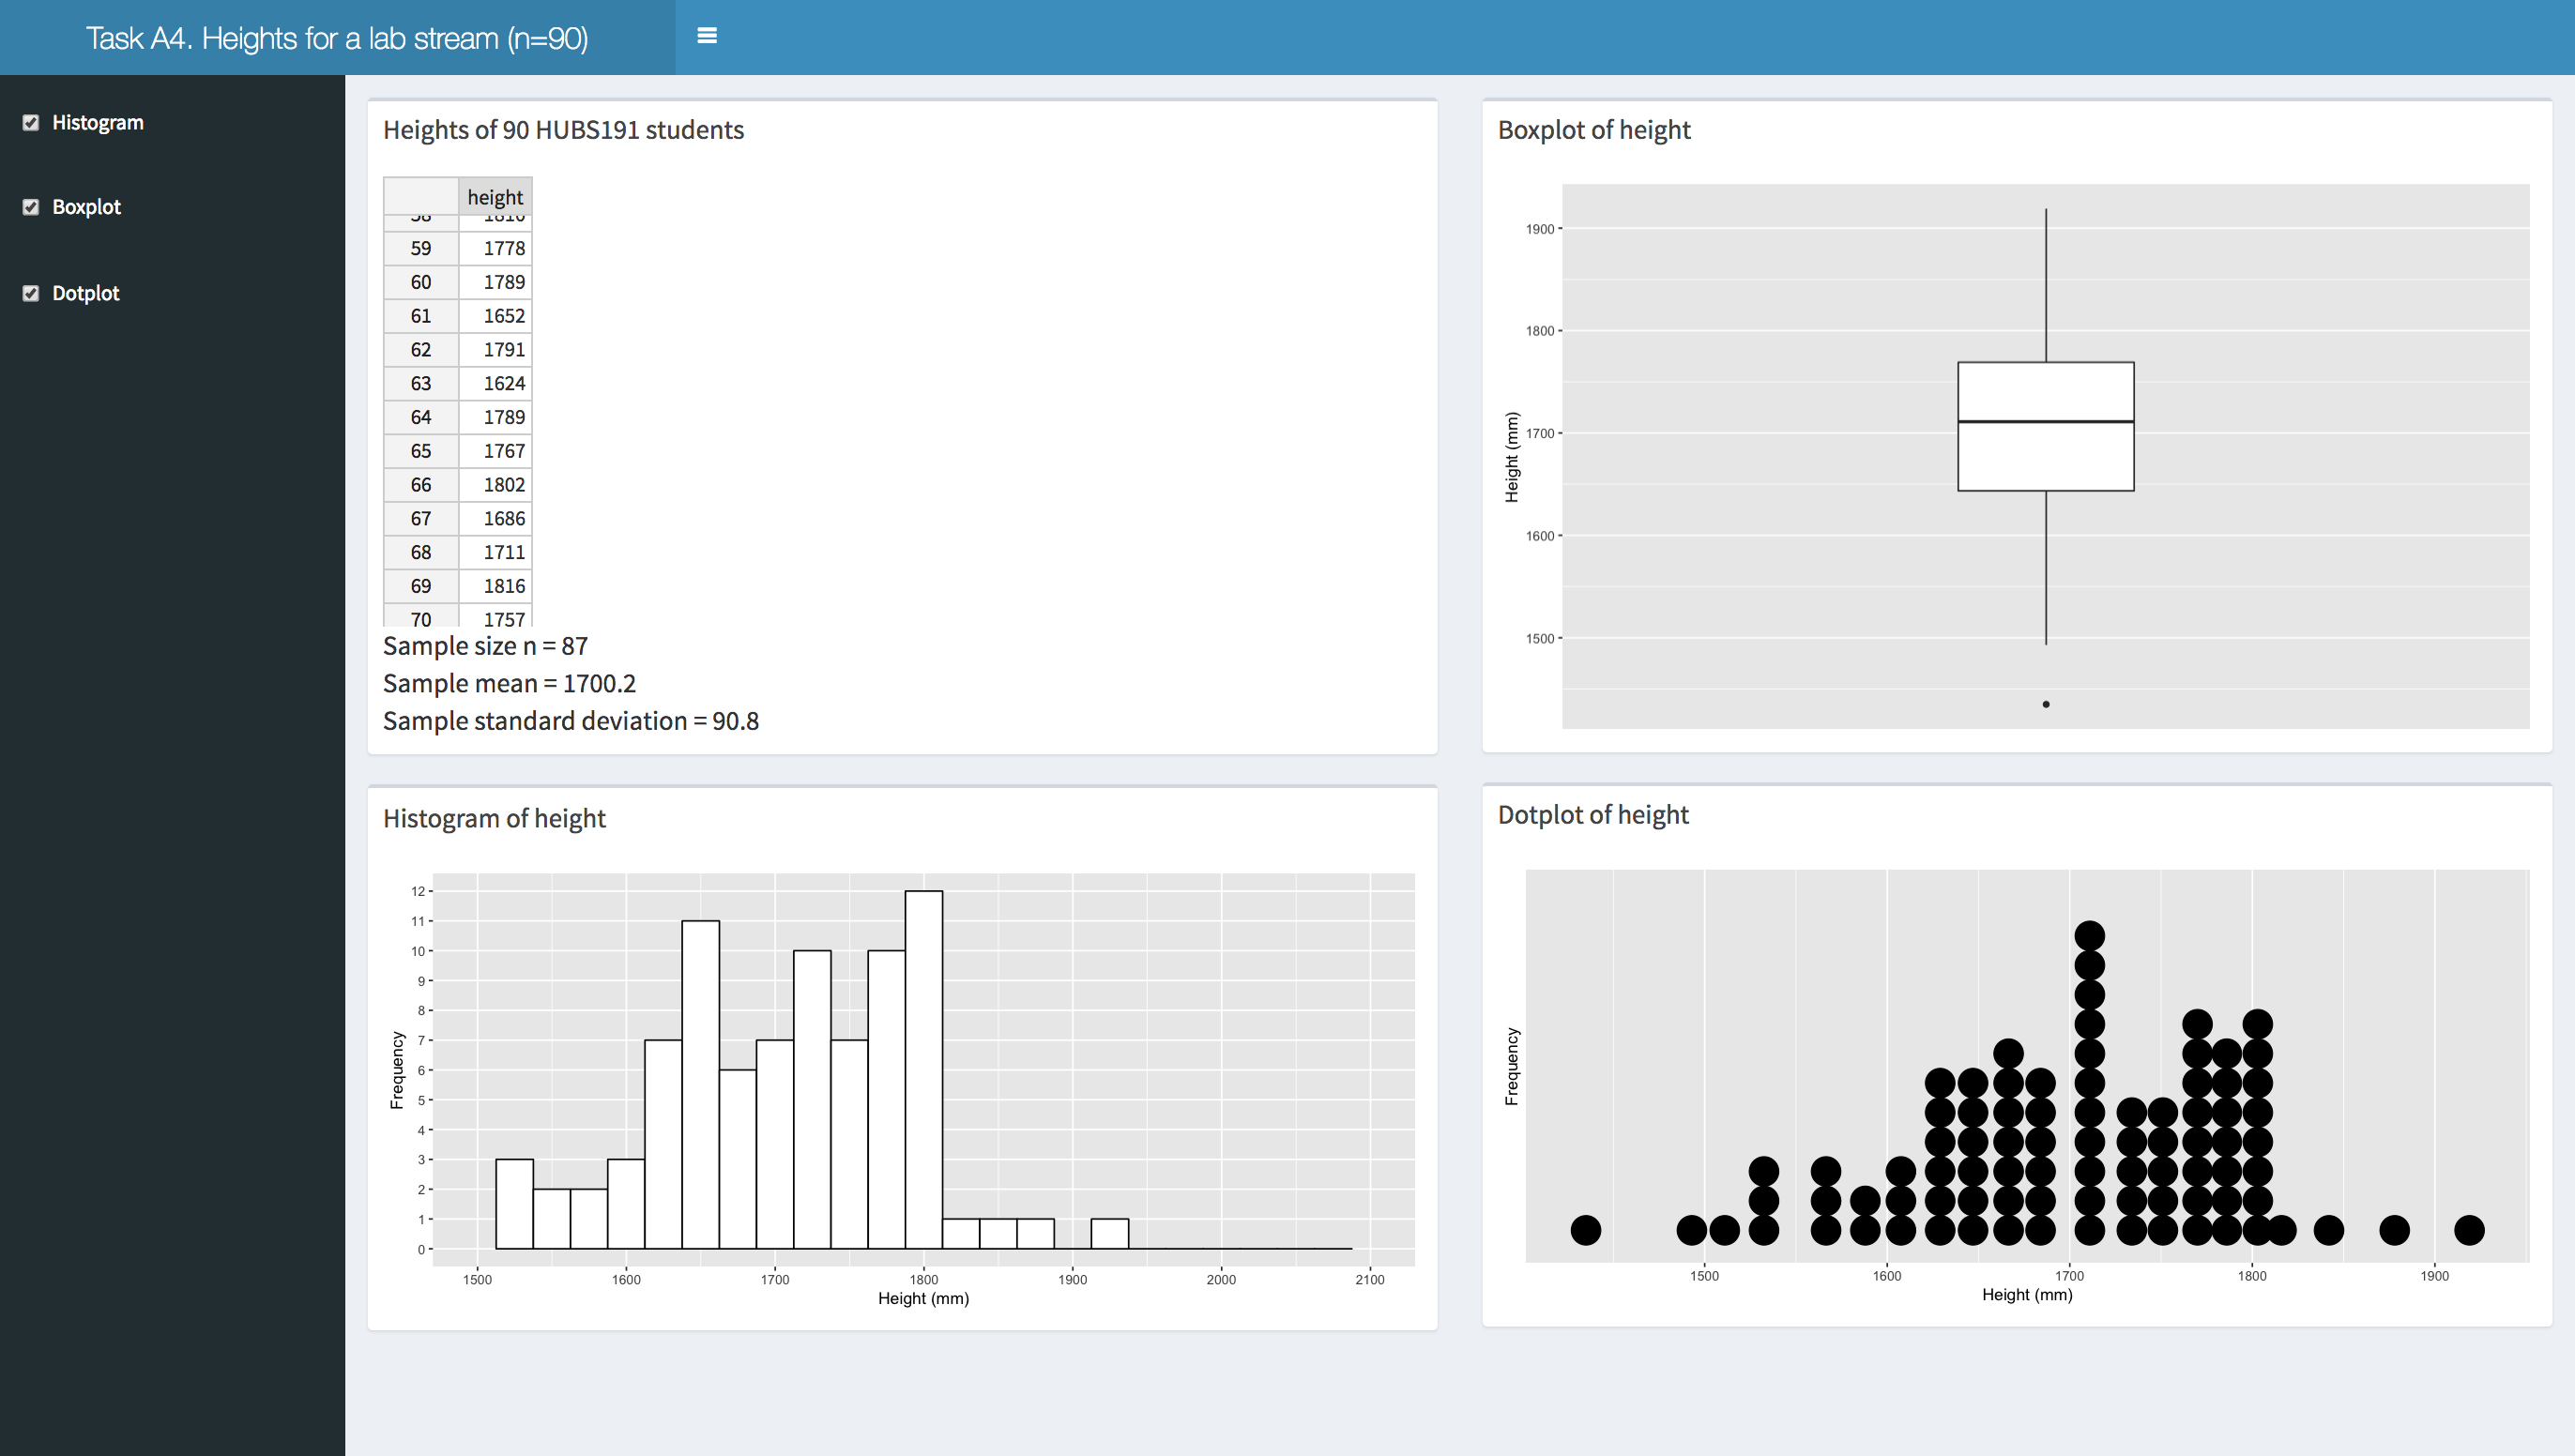 Task A4. Heights for a lab stream (n=90)
Histogram
Boxplot
Dotplot
Heights of 90 HUBS191 students
height
59 1778
60 1789
61 1652
62 1791
63 1624
64 1789
65 1767
66 1802
67 1686
68 1711
69 1816
70 1757
Sample size n = 87
Sample mean = 1700.2
Sample standard deviation = 90.8
Boxplot of height
1900
1800
1700
1600
1500
Height (mm)
Histogram of height
12
11
10
9
8
7
6
5
4
3
2
1
0
Frequency
1500 1600 1700 1800 1900 2000 2100
Height (mm)
Dotplot of height
Frequency
1500 1600 1700 1800 1900
Height (mm)